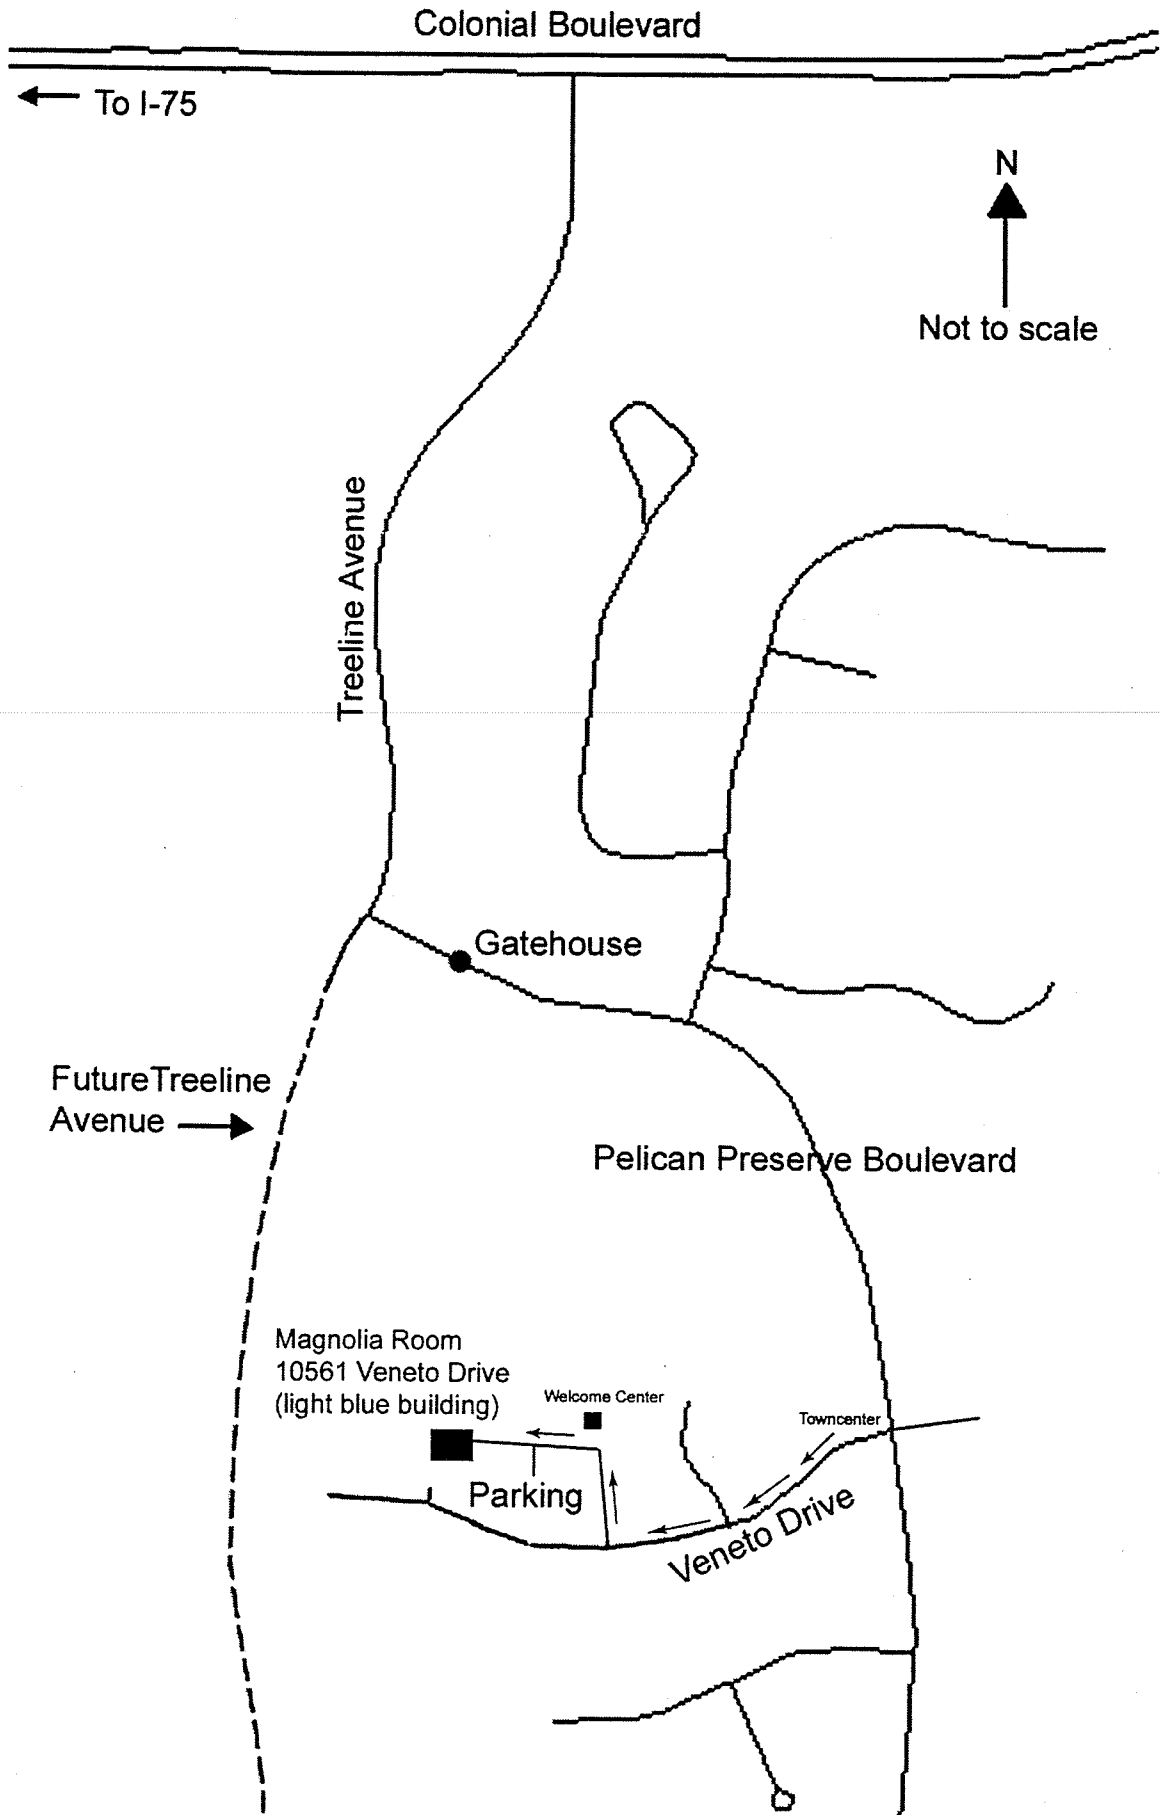 Colonial Boulevard
To I-75
N
Not to scale
Treeline Avenue
Gatehouse
FutureTreeline
Avenue
Pelican Preserve Boulevard
Magnolia Room
10561 Veneto Drive
(light blue building)
Welcome Center
Towncenter
Parking
Veneto Drive